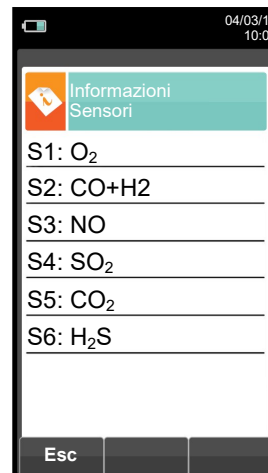 04/03/1
10:0
Informazioni
Sensori
S1: O₂
S2: CO+H2
S3: NO
S4: SO₂
S5: CO₂
S6: H₂S
Esc